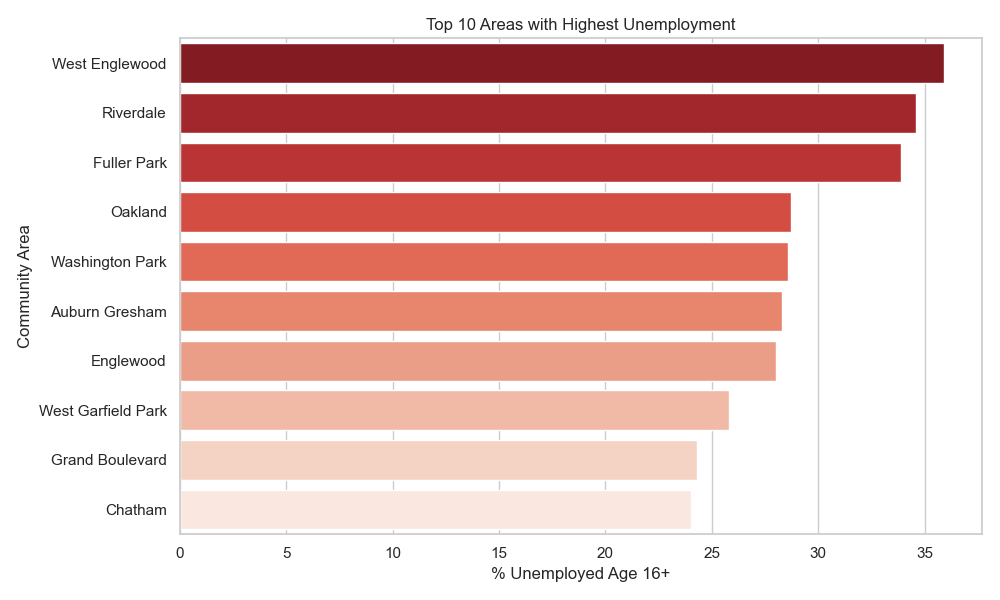 Top 10 Areas with Highest Unemployment
Community Area
West Englewood
Riverdale
Fuller Park
Oakland
Washington Park
Auburn Gresham
Englewood
West Garfield Park
Grand Boulevard
Chatham
0 5 10 15 20 25 30 35
% Unemployed Age 16+